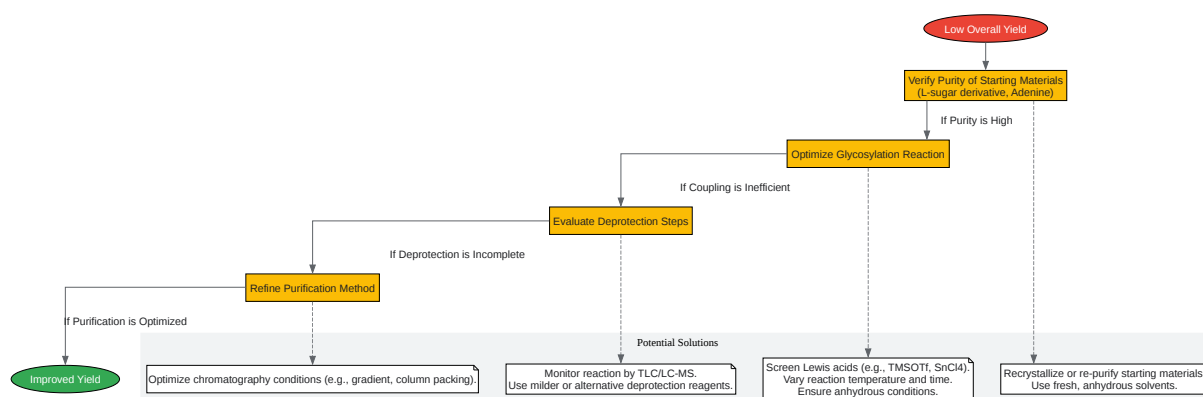 Low Overall Yield
Verify Purity of Starting Materials
(L-sugar derivative, Adenine)
If Purity is High
Optimize Glycosylation Reaction
If Coupling is Inefficient
Evaluate Deprotection Steps
If Deprotection is Incomplete
Refine Purification Method
If Purification is Optimized
Improved Yield
Potential Solutions
Optimize chromatography conditions (e.g., gradient, column packing).
Monitor reaction by TLC/LC-MS.
Use milder or alternative deprotection reagents.
Screen Lewis acids (e.g., TMSOTf, SnCl4).
Vary reaction temperature and time.
Ensure anhydrous conditions.
Recrystallize or re-purify starting materials
Use fresh, anhydrous solvents.